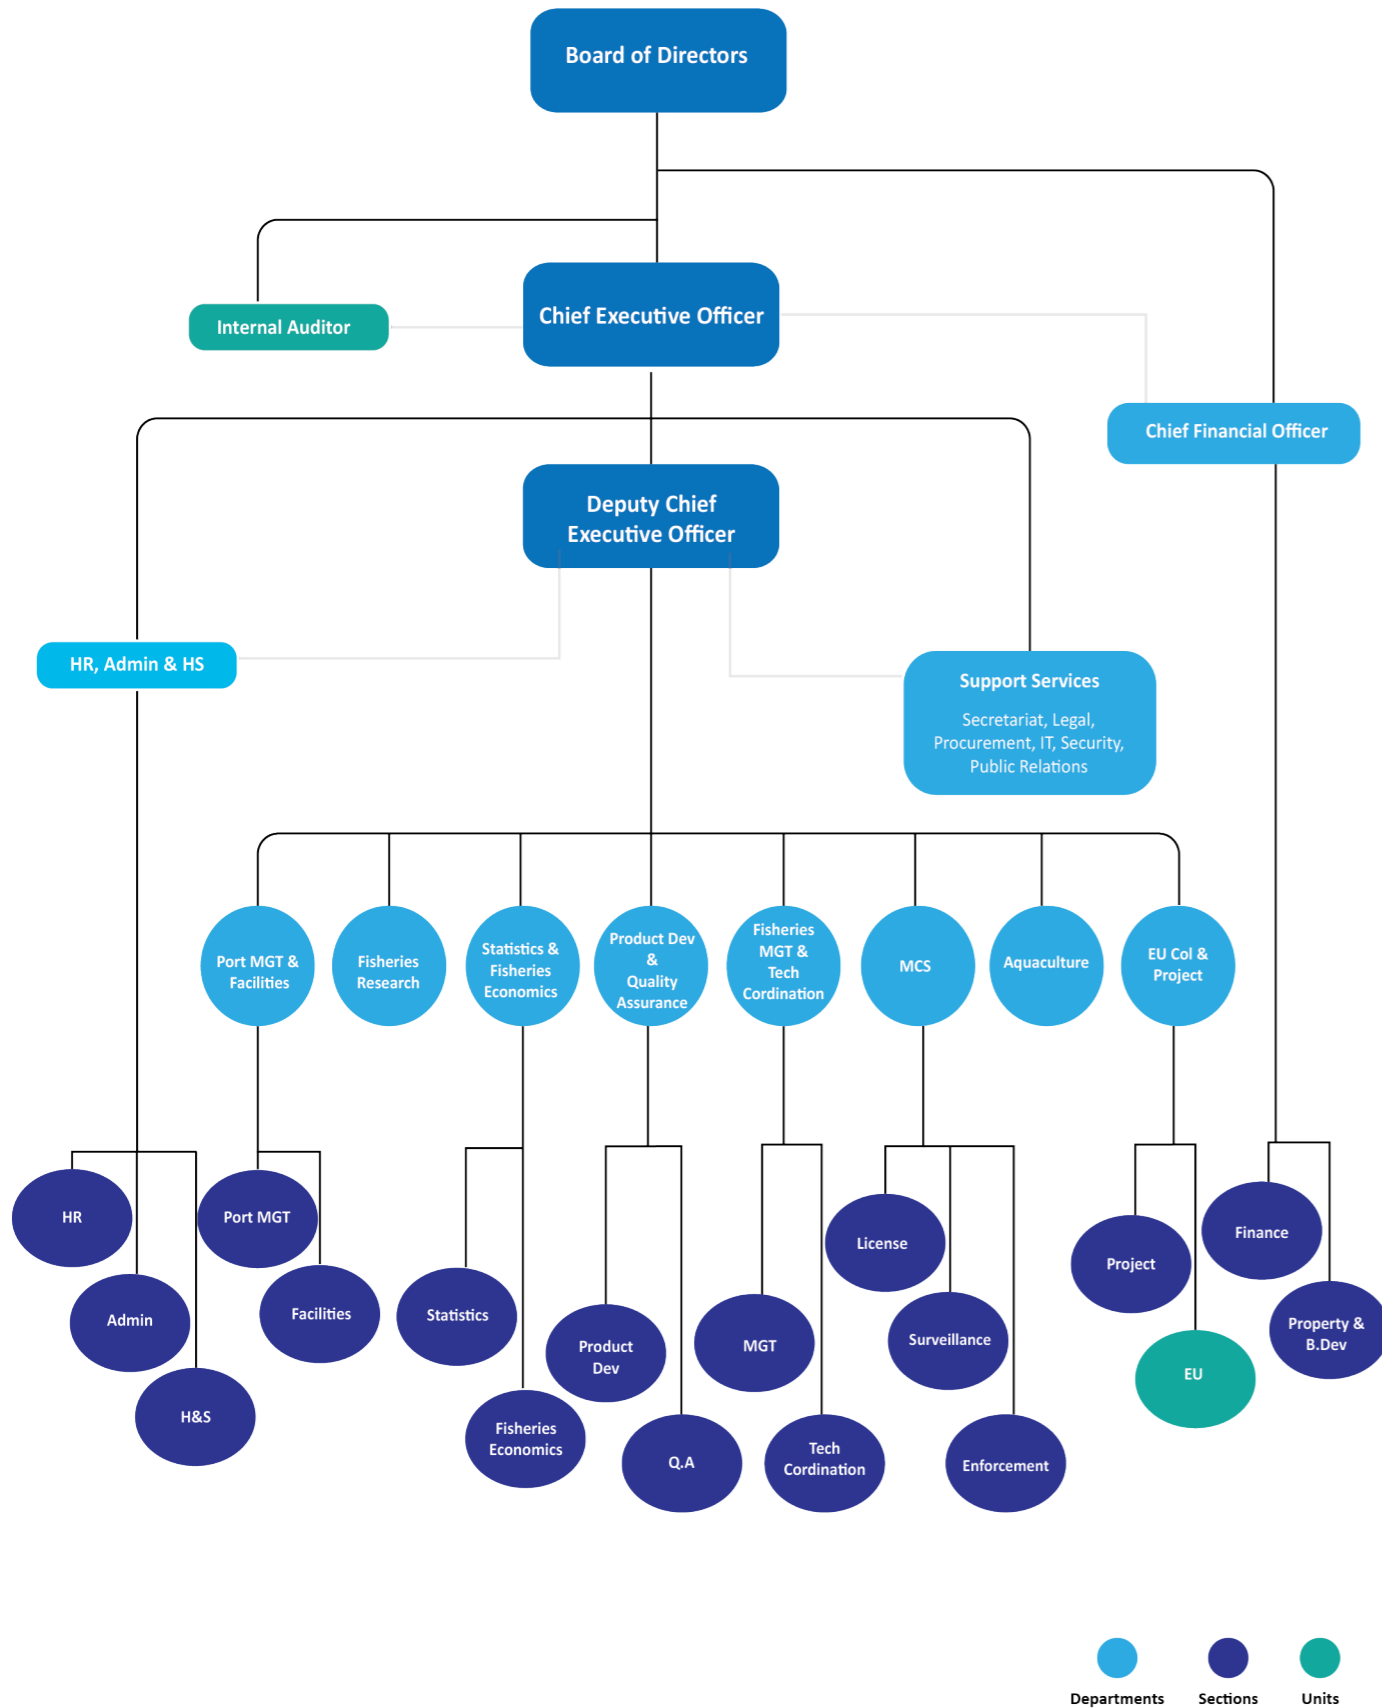 Board of Directors
Internal Auditor
Chief Executive Officer
Chief Financial Officer
Deputy Chief
Executive Officer
HR, Admin & HS
Support Services
Secretariat, Legal,
Procurement, IT, Security,
Public Relations
Port MGT &
Facilities
Fisheries
Research
Statistics &
Fisheries
Economics
Product Dev
&
Quality
Assurance
Fisheries
MGT &
Tech
Cordination
MCS
Aquaculture
EU Col &
Project
HR
Admin
H&S
Port MGT
Facilities
Statistics
Fisheries
Economics
Product
Dev
Q.A
MGT
Tech
Cordination
License
Surveillance
Enforcement
Project
EU
Finance
Property &
B.Dev
Departments
Sections
Units